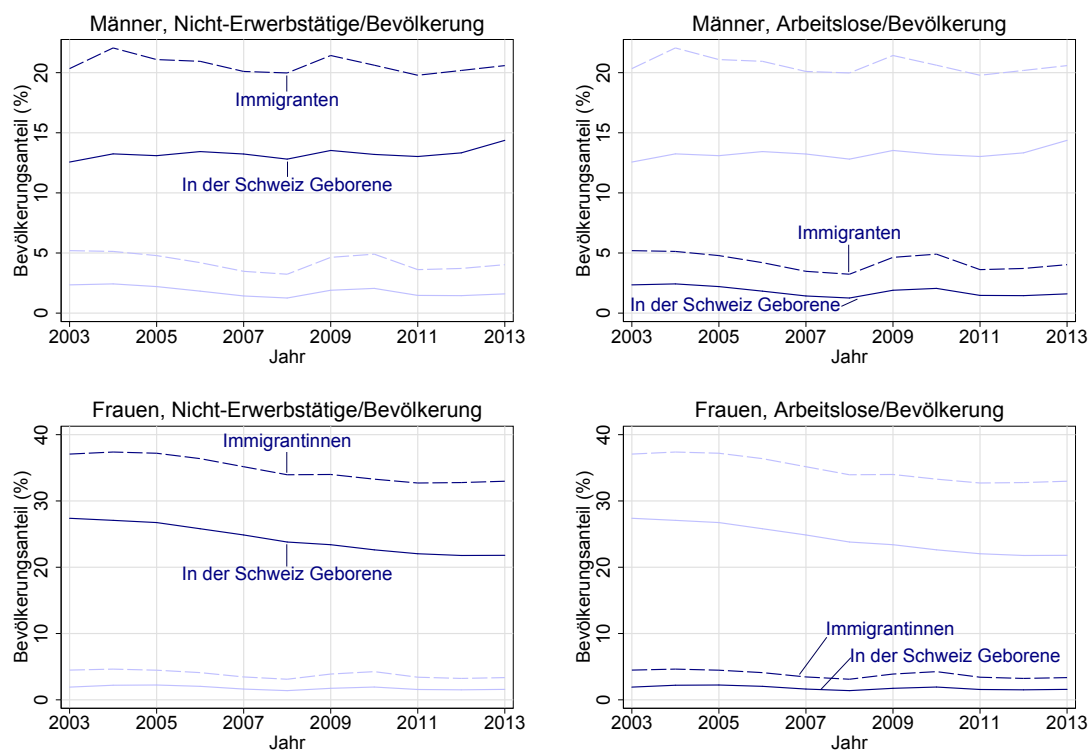 Männer, Nicht-Erwerbstätige/Bevölkerung
Bevölkerungsanteil (%)
20
15
10
5
0
Immigranten
In der Schweiz Geborene
2003 2005 2007 2009 2011 2013
Jahr
Männer, Arbeitslose/Bevölkerung
Bevölkerungsanteil (%)
20
15
10
5
0
Immigranten
In der Schweiz Geborene
2003 2005 2007 2009 2011 2013
Jahr
Frauen, Nicht-Erwerbstätige/Bevölkerung
Bevölkerungsanteil (%)
40
30
20
10
0
Immigrantinnen
In der Schweiz Geborene
2003 2005 2007 2009 2011 2013
Jahr
Frauen, Arbeitslose/Bevölkerung
Bevölkerungsanteil (%)
40
30
20
10
0
Immigrantinnen
In der Schweiz Geborene
2003 2005 2007 2009 2011 2013
Jahr